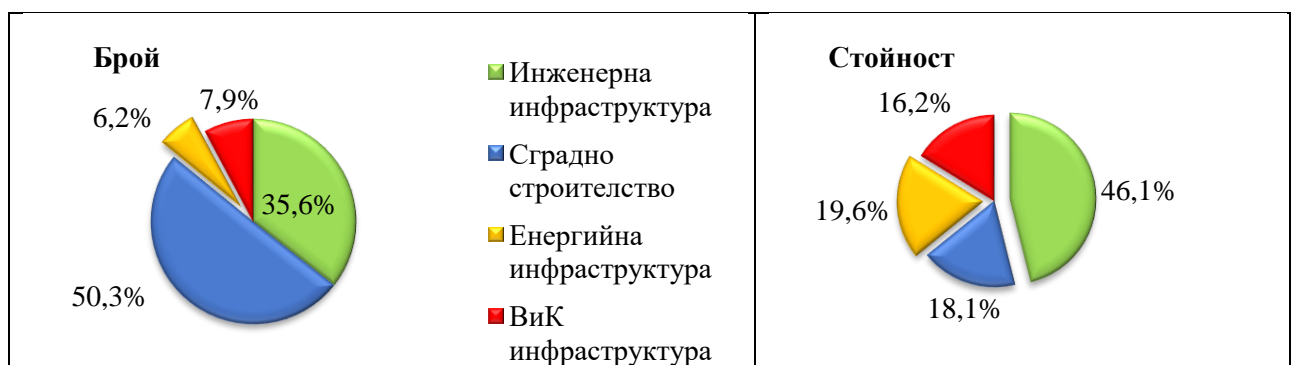 Брой
7,9%
6,2%
35,6%
50,3%
Инженерна
инфраструктура
Сградно
строителство
Енергийна
инфраструктура
ВиК
инфраструктура
Стойност
16,2%
46,1%
19,6%
18,1%